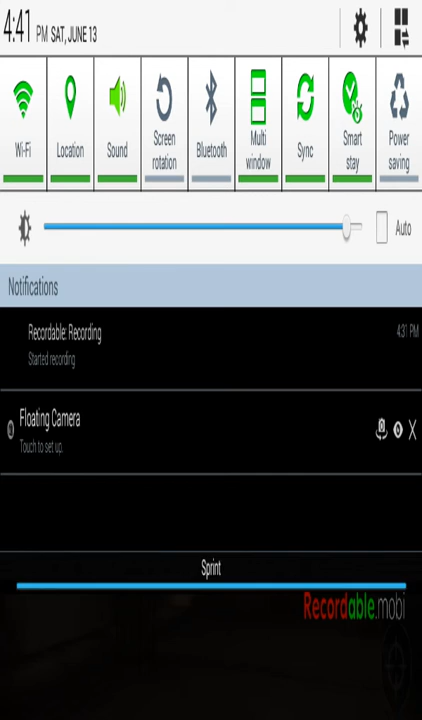 4:41 PM SAT, JUNE 13
Wi-Fi
Location
Sound
Screen
rotation
Bluetooth
Multi
window
Sync
Smart
stay
Power
saving
Auto
Notifications
Recordable: Recording
4:31 PM
Started recording
Floating Camera
Touch to set up.
Sprint
Recordable.mobi